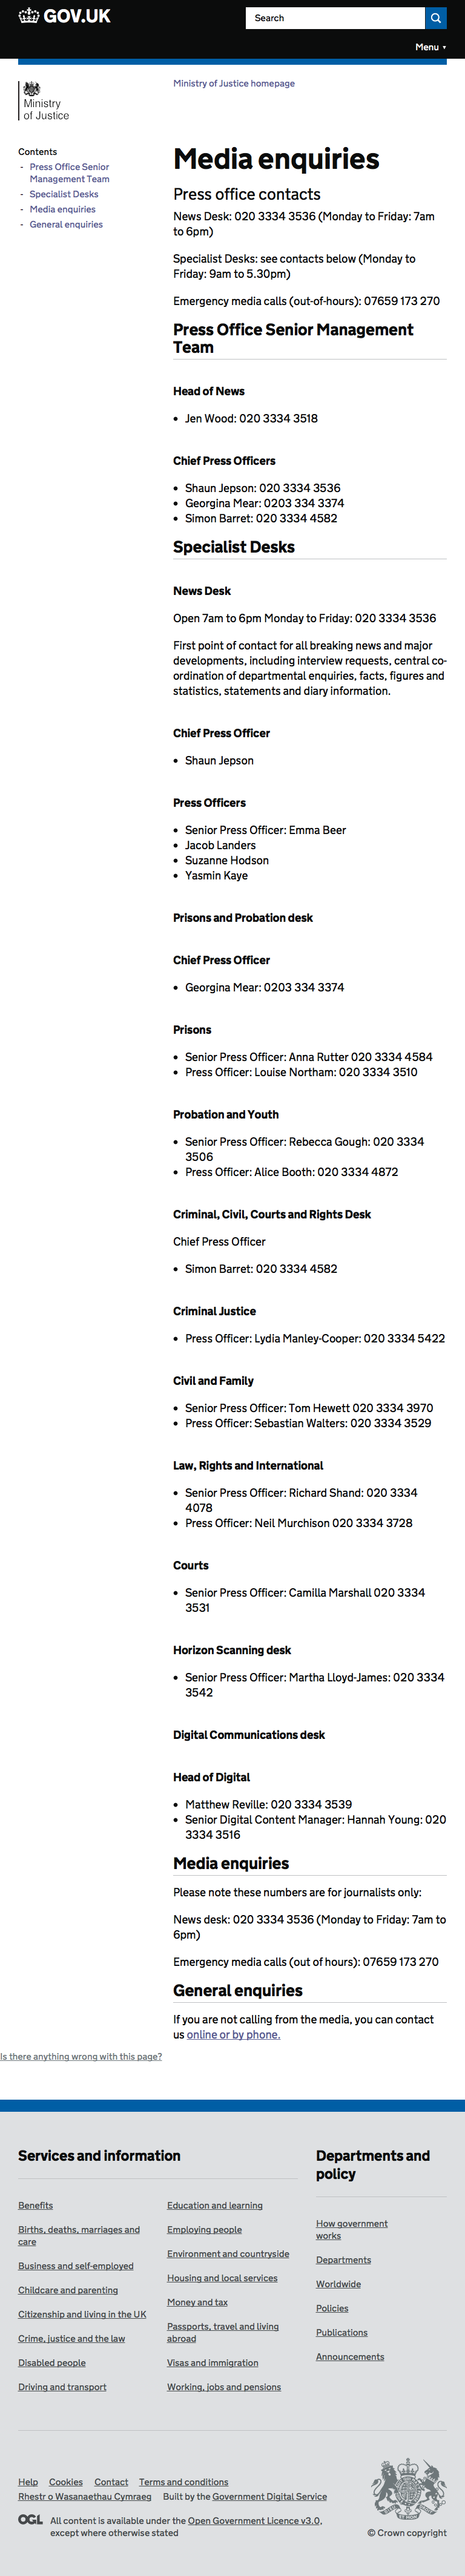 GOV.UK
Search
Menu ▼
Ministry
of Justice
Ministry of Justice homepage
Contents
- Press Office Senior
Management Team
- Specialist Desks
- Media enquiries
- General enquiries
Media enquiries
Press office contacts
News Desk: 020 3334 3536 (Monday to Friday: 7am
to 6pm)
Specialist Desks: see contacts below (Monday to
Friday: 9am to 5.30pm)
Emergency media calls (out-of-hours): 07659 173 270
Press Office Senior Management
Team
Head of News
• Jen Wood: 020 3334 3518
Chief Press Officers
• Shaun Jepson: 020 3334 3536
• Georgina Mear: 0203 334 3374
• Simon Barret: 020 3334 4582
Specialist Desks
News Desk
Open 7am to 6pm Monday to Friday: 020 3334 3536
First point of contact for all breaking news and major
developments, including interview requests, central co-
ordination of departmental enquiries, facts, figures and
statistics, statements and diary information.
Chief Press Officer
• Shaun Jepson
Press Officers
• Senior Press Officer: Emma Beer
• Jacob Landers
• Suzanne Hodson
• Yasmin Kaye
Prisons and Probation desk
Chief Press Officer
• Georgina Mear: 0203 334 3374
Prisons
• Senior Press Officer: Anna Rutter 020 3334 4584
• Press Officer: Louise Northam: 020 3334 3510
Probation and Youth
• Senior Press Officer: Rebecca Gough: 020 3334
3506
• Press Officer: Alice Booth: 020 3334 4872
Criminal, Civil, Courts and Rights Desk
Chief Press Officer
• Simon Barret: 020 3334 4582
Criminal Justice
• Press Officer: Lydia Manley-Cooper: 020 3334 5422
Civil and Family
• Senior Press Officer: Tom Hewett 020 3334 3970
• Press Officer: Sebastian Walters: 020 3334 3529
Law, Rights and International
• Senior Press Officer: Richard Shand: 020 3334
4078
• Press Officer: Neil Murchison 020 3334 3728
Courts
• Senior Press Officer: Camilla Marshall 020 3334
3531
Horizon Scanning desk
• Senior Press Officer: Martha Lloyd-James: 020 3334
3542
Digital Communications desk
Head of Digital
• Matthew Reville: 020 3334 3539
• Senior Digital Content Manager: Hannah Young: 020
3334 3516
Media enquiries
Please note these numbers are for journalists only:
News desk: 020 3334 3536 (Monday to Friday: 7am to
6pm)
Emergency media calls (out of hours): 07659 173 270
General enquiries
If you are not calling from the media, you can contact
us online or by phone.
Is there anything wrong with this page?
Services and information
Benefits
Births, deaths, marriages and
care
Business and self-employed
Childcare and parenting
Citizenship and living in the UK
Crime, justice and the law
Disabled people
Driving and transport
Education and learning
Employing people
Environment and countryside
Housing and local services
Money and tax
Passports, travel and living
abroad
Visas and immigration
Working, jobs and pensions
Departments and
policy
How government
works
Departments
Worldwide
Policies
Publications
Announcements
Help Cookies Contact Terms and conditions
Rhestr o Wasanaethau Cymraeg Built by the Government Digital Service
OGL All content is available under the Open Government Licence v3.0,
except where otherwise stated
© Crown copyright